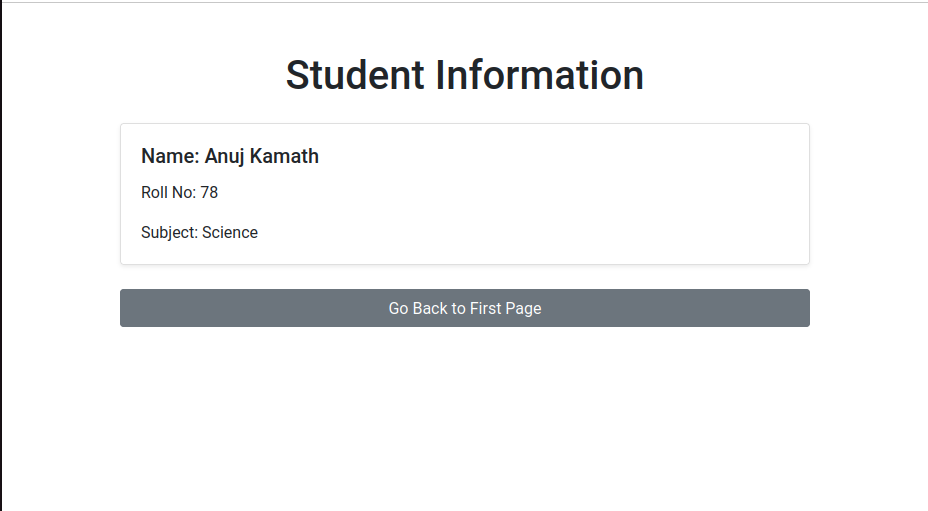 Student Information
Name: Anuj Kamath
Roll No: 78
Subject: Science
Go Back to First Page